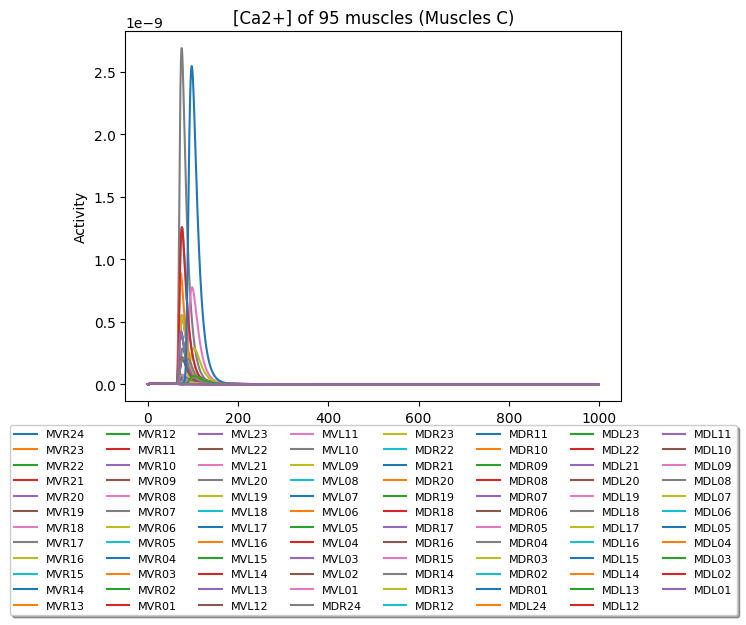 [Ca2+] of 95 muscles (Muscles C)
1e−9
2.5
2.0
1.5
1.0
0.5
0.0
Activity
0 200 400 600 800 1000
MVR24 MVR12 MVL23 MVL11 MDR23 MDR11 MDL23 MDL11
MVR23 MVR11 MVL22 MVL10 MDR22 MDR10 MDL22 MDL10
MVR22 MVR10 MVL21 MVL09 MDR21 MDR09 MDL21 MDL09
MVR21 MVR09 MVL20 MVL08 MDR20 MDR08 MDL20 MDL08
MVR20 MVR08 MVL19 MVL07 MDR19 MDR07 MDL19 MDL07
MVR19 MVR07 MVL18 MVL06 MDR18 MDR06 MDL18 MDL06
MVR18 MVR06 MVL17 MVL05 MDR17 MDR05 MDL17 MDL05
MVR17 MVR05 MVL16 MVL04 MDR16 MDR04 MDL16 MDL04
MVR16 MVR04 MVL15 MVL03 MDR15 MDR03 MDL15 MDL03
MVR15 MVR03 MVL14 MVL02 MDR14 MDR02 MDL14 MDL02
MVR14 MVR02 MVL13 MVL01 MDR13 MDR01 MDL13 MDL01
MVR13 MVR01 MVL12 MDR24 MDR12 MDL24 MDL12